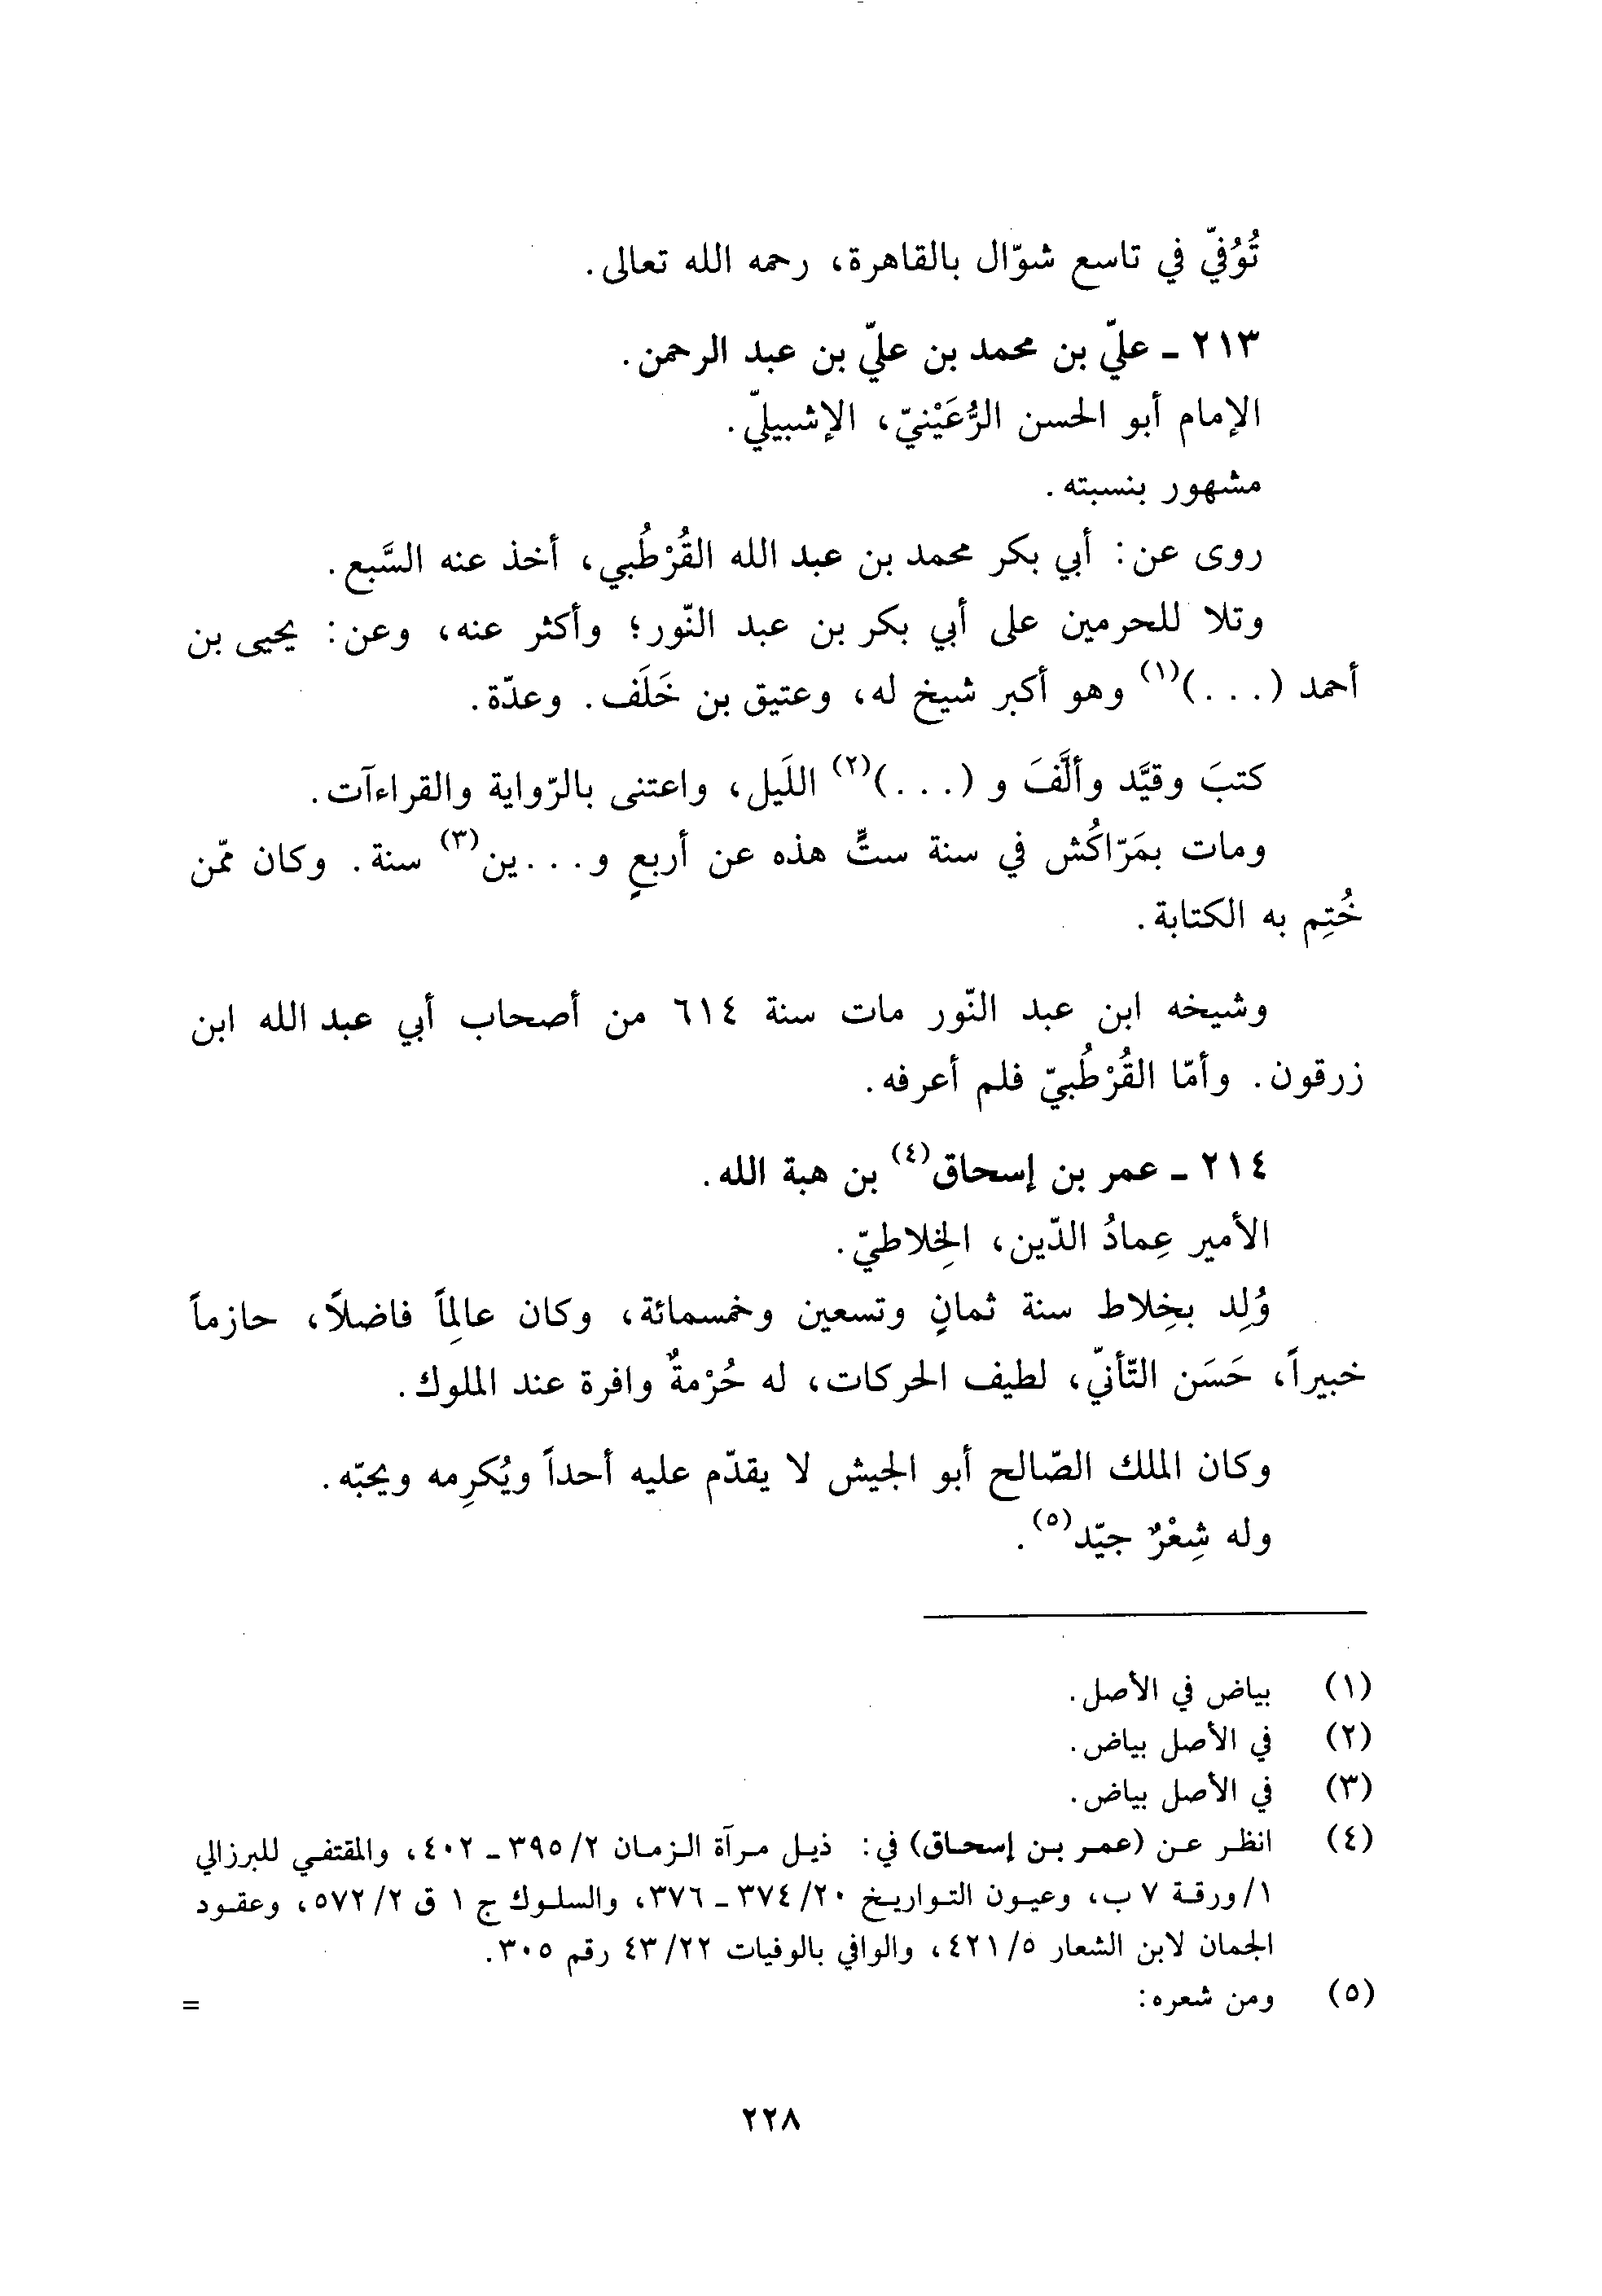 تُوُفيّ في تاسع شوّال بالقاهرة، رحمه الله تعالى.
٢١٣ ـ عليّ بن محمد بن عليّ بن عبد الرحمن.
الإمام أبو الحسن الرُّعَيْنيّ، الإشبيليّ.
مشهور بنسبته.
روى عن: أبي بكر محمد بن عبد الله القُرْطُبي، أخذ عنه السَّبع.
وتلا للحرمين على أبي بكر بن عبد النّور؛ وأكثر عنه، وعن: يحيى بن
أحمد (...)(١) وهو أكبر شيخ له، وعتيق بن خَلَف. وعدّة.
كتبَ وقيَّد وألَّفَ و (...)(٢) اللَيل، واعتنى بالرّواية والقراءآت.
ومات بمَرّاكُش في سنة ستٍّ هذه عن أربعٍ و...ين(٣) سنة. وكان ممّن
خُتِم به الكتابة.
وشيخه ابن عبد النّور مات سنة ٦١٤ من أصحاب أبي عبد الله ابن
زرقون. وأمّا القُرْطُبيّ فلم أعرفه.
٢١٤ ـ عمر بن إسحاق(٤) بن هبة الله.
الأمير عِمادُ الدّين، الخِلاطيّ.
وُلِد بخِلاط سنة ثمانٍ وتسعين وخمسمائة، وكان عالِماً فاضلاً، حازماً
خبيراً، حَسَن التّأنيّ، لطيف الحركات، له حُرْمةٌ وافرة عند الملوك.
وكان الملك الصّالح أبو الجيش لا يقدّم عليه أحداً ويُكرِمه ويحبّه.
وله شِعْرٌ جيّد(٥).
(١) بياض في الأصل.
(٢) في الأصل بياض.
(٣) في الأصل بياض.
(٤) انظر عن (عمر بن إسحاق) في: ذيل مرآة الزمان ٢/ ٣٩٥ ـ ٤٠٢، والمقتفي للبرزالي
١/ ورقة ٧ ب، وعيون التواريخ ٢٠/ ٣٧٤ ـ ٣٧٦، والسلوك ج ١ ق ٢/ ٥٧٢، وعقود
الجمان لابن الشعار ٥/ ٤٢١، والوافي بالوفيات ٢٢/ ٤٣ رقم ٣٠٥.
(٥) ومن شعره: =
٢٢٨